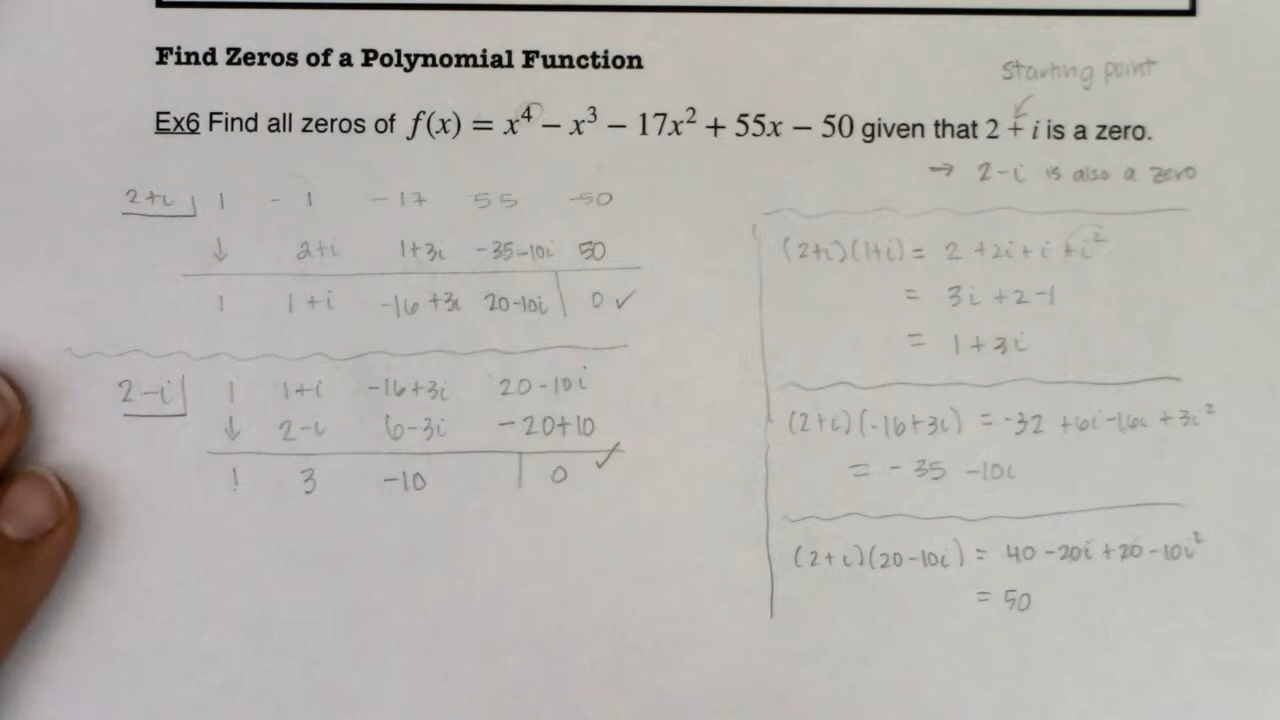 Find Zeros of a Polynomial Function
Starting point
Ex6 Find all zeros of f(x) = x⁴ − x³ − 17x² + 55x − 50 given that 2 + i is a zero.
→ 2-i is also a zero
2+i | 1 -1 -17 55 -50
↓ 2+i 1+3i -35-10i 50
1 1+i -16+3i 20-10i | 0 ✓
2-i | 1 1+i -16+3i 20-10i
↓ 2-i 6-3i -20+10
1 3 -10 | 0 ✓
(2+i)(1+i) = 2 +2i+i+i²
= 3i+2-1
= 1+3i
(2+i)(-16+3i) = -32 +6i-16i+3i²
= -35 -10i
(2+i)(20-10i) = 40-20i+20-10i²
= 50